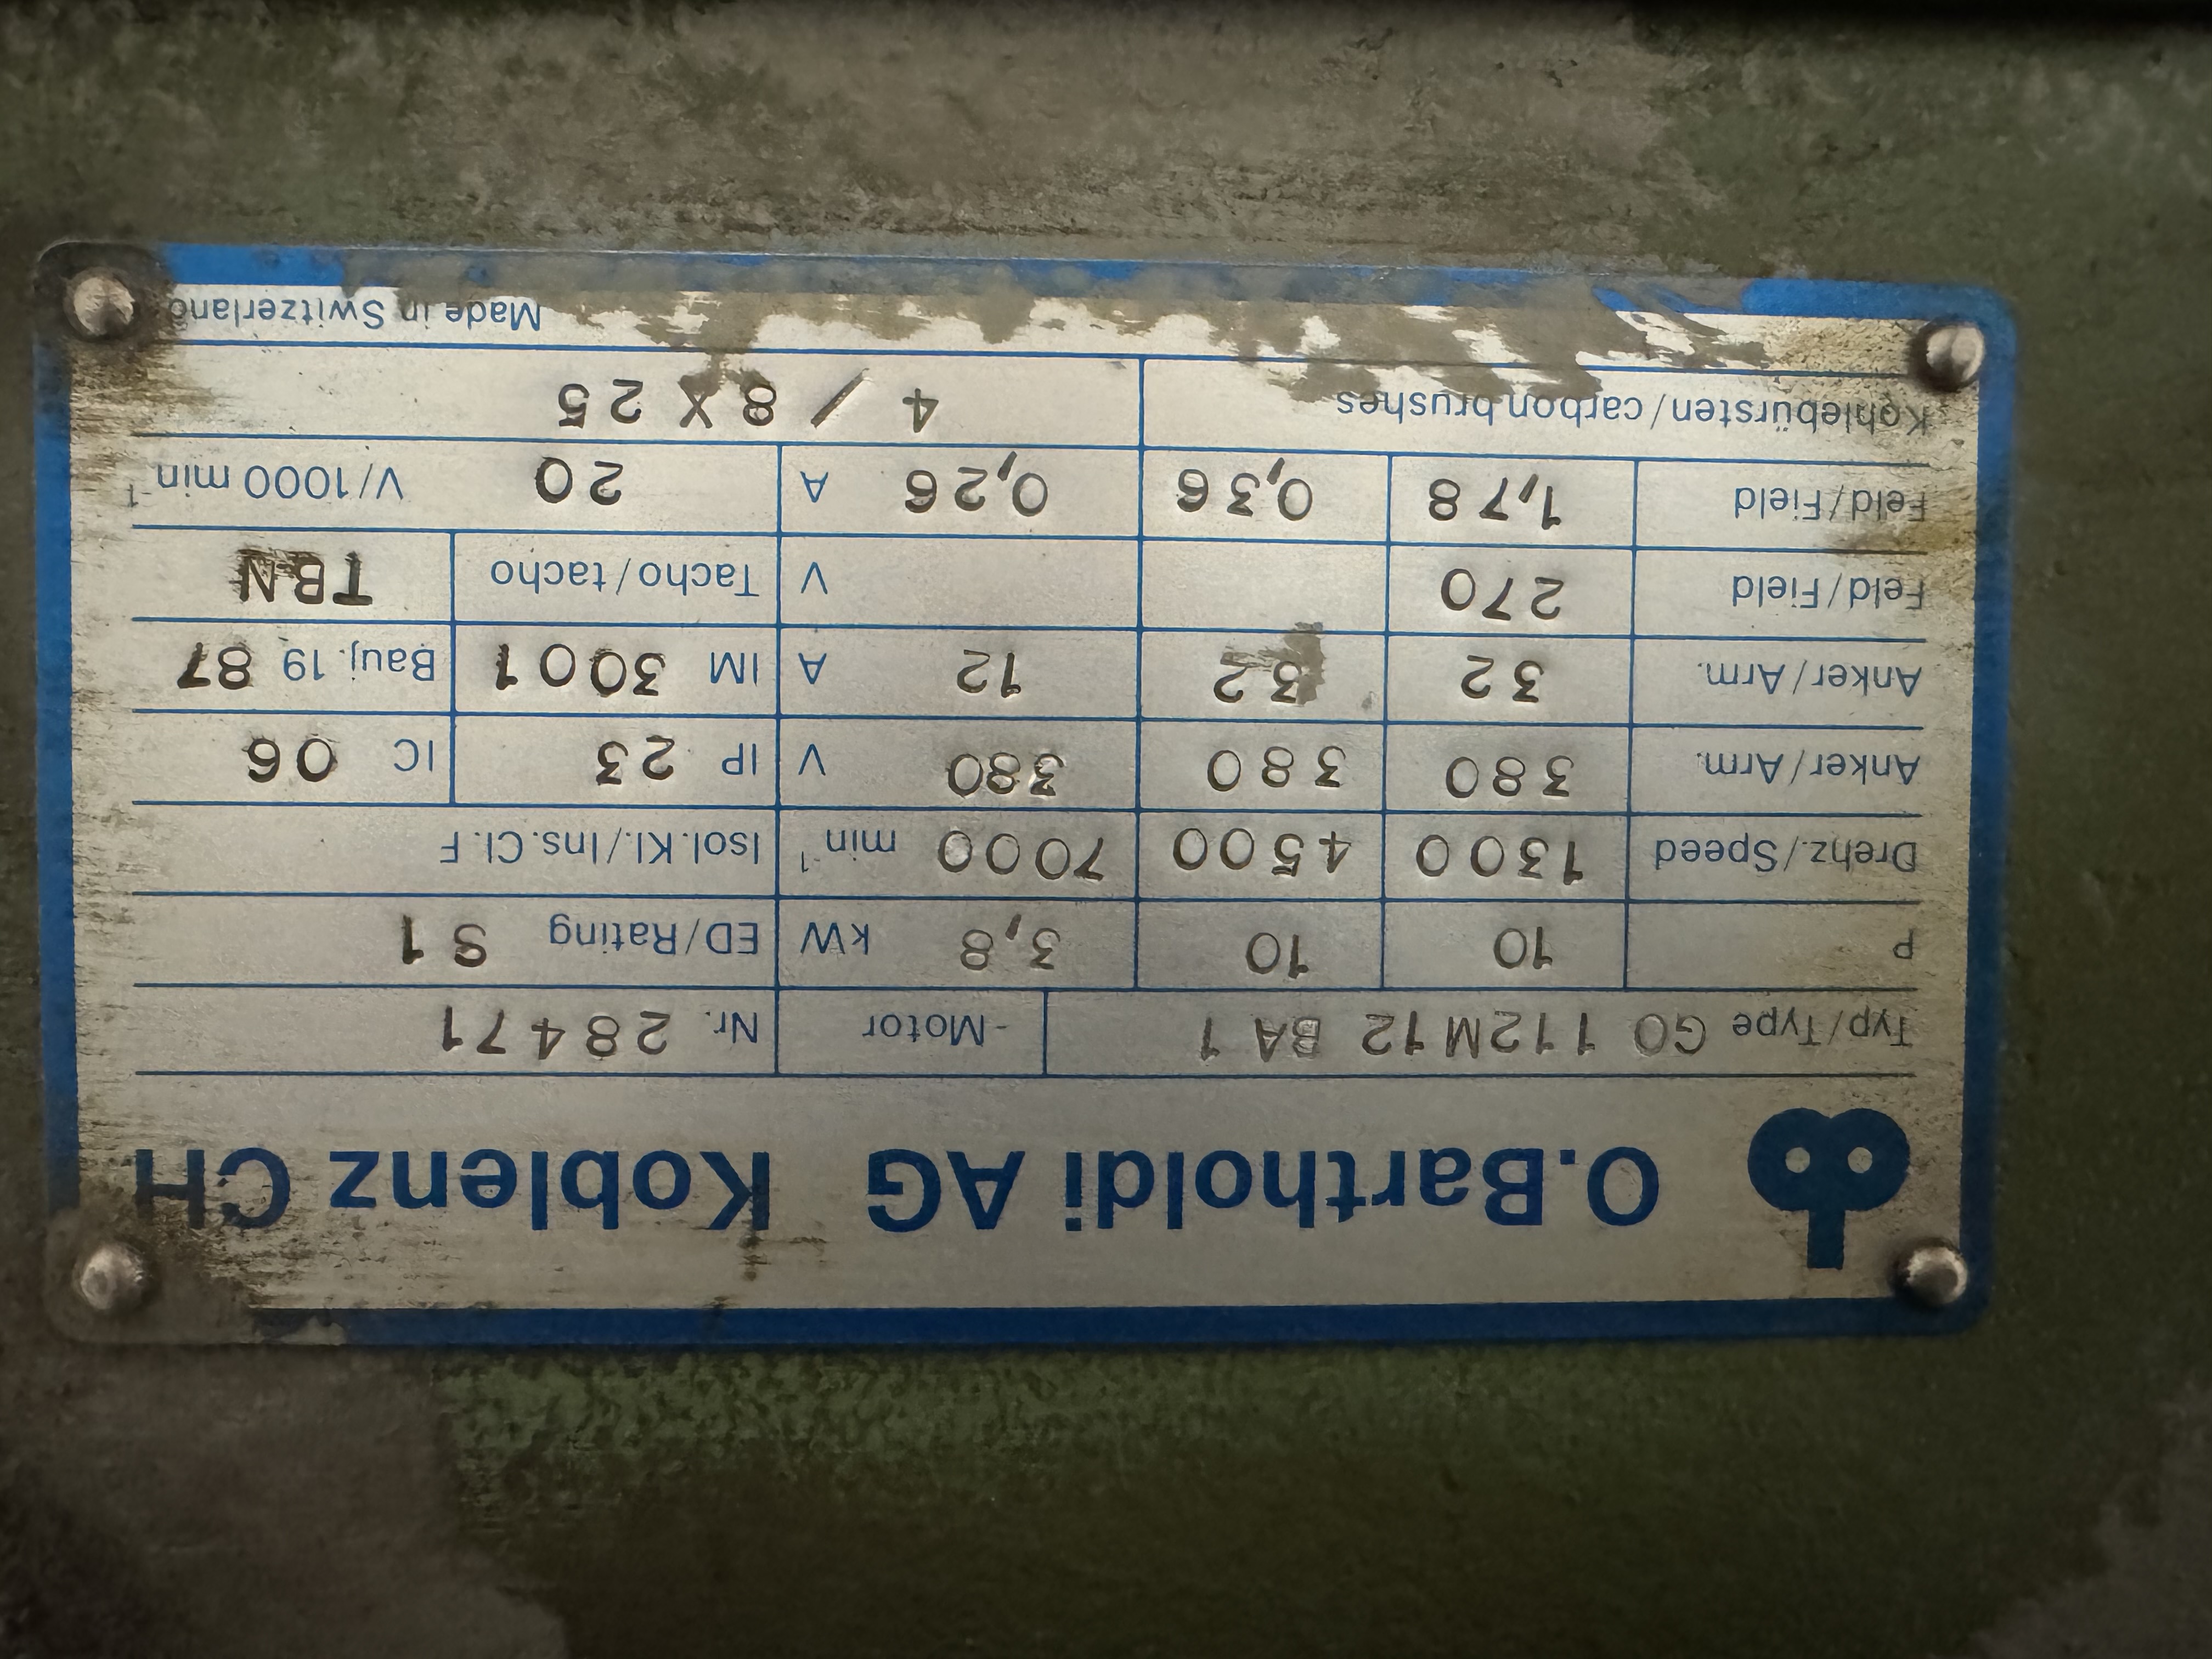 O.Bartholdi AG Koblenz CH
Typ/Type GO 112M12 BA 1 -Motor Nr. 28471
P 10 10 3,8 kW ED/Rating S1
Drehz./Speed 1300 4500 7000 min⁻¹ Isol.Kl./Ins.Cl.F
Anker/Arm. 380 380 380 V IP 23 IC 06
Anker/Arm. 32 32 12 A IM 3001 Bauj. 19 87
Feld/Field 270 V Tacho/tacho TBN
Feld/Field 1,78 0,36 0,26 A 20 V/1000 min⁻¹
Kohlebürsten/carbon brushes 4 / 8 X 25
Made in Switzerland